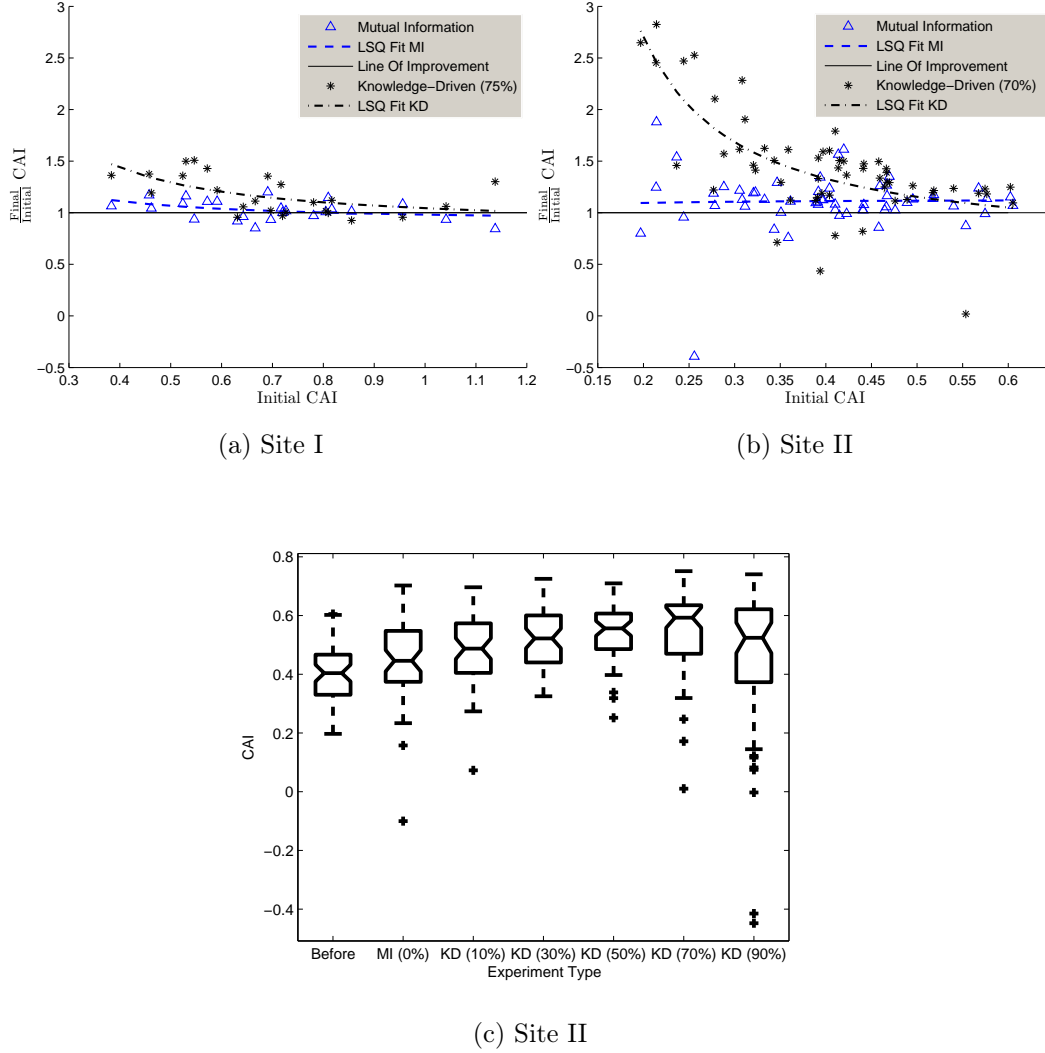 3
2.5
2
1.5
1
0.5
0
−0.5
Final
Initial CAI
Mutual Information
LSQ Fit MI
Line Of Improvement
Knowledge−Driven (75%)
LSQ Fit KD
0.3 0.4 0.5 0.6 0.7 0.8 0.9 1 1.1 1.2
Initial CAI
(a) Site I
3
2.5
2
1.5
1
0.5
0
−0.5
Final
Initial CAI
Mutual Information
LSQ Fit MI
Line Of Improvement
Knowledge−Driven (70%)
LSQ Fit KD
0.15 0.2 0.25 0.3 0.35 0.4 0.45 0.5 0.55 0.6
Initial CAI
(b) Site II
0.8
0.6
0.4
0.2
0
−0.2
−0.4
CAI
Before MI (0%) KD (10%) KD (30%) KD (50%) KD (70%) KD (90%)
Experiment Type
(c) Site II